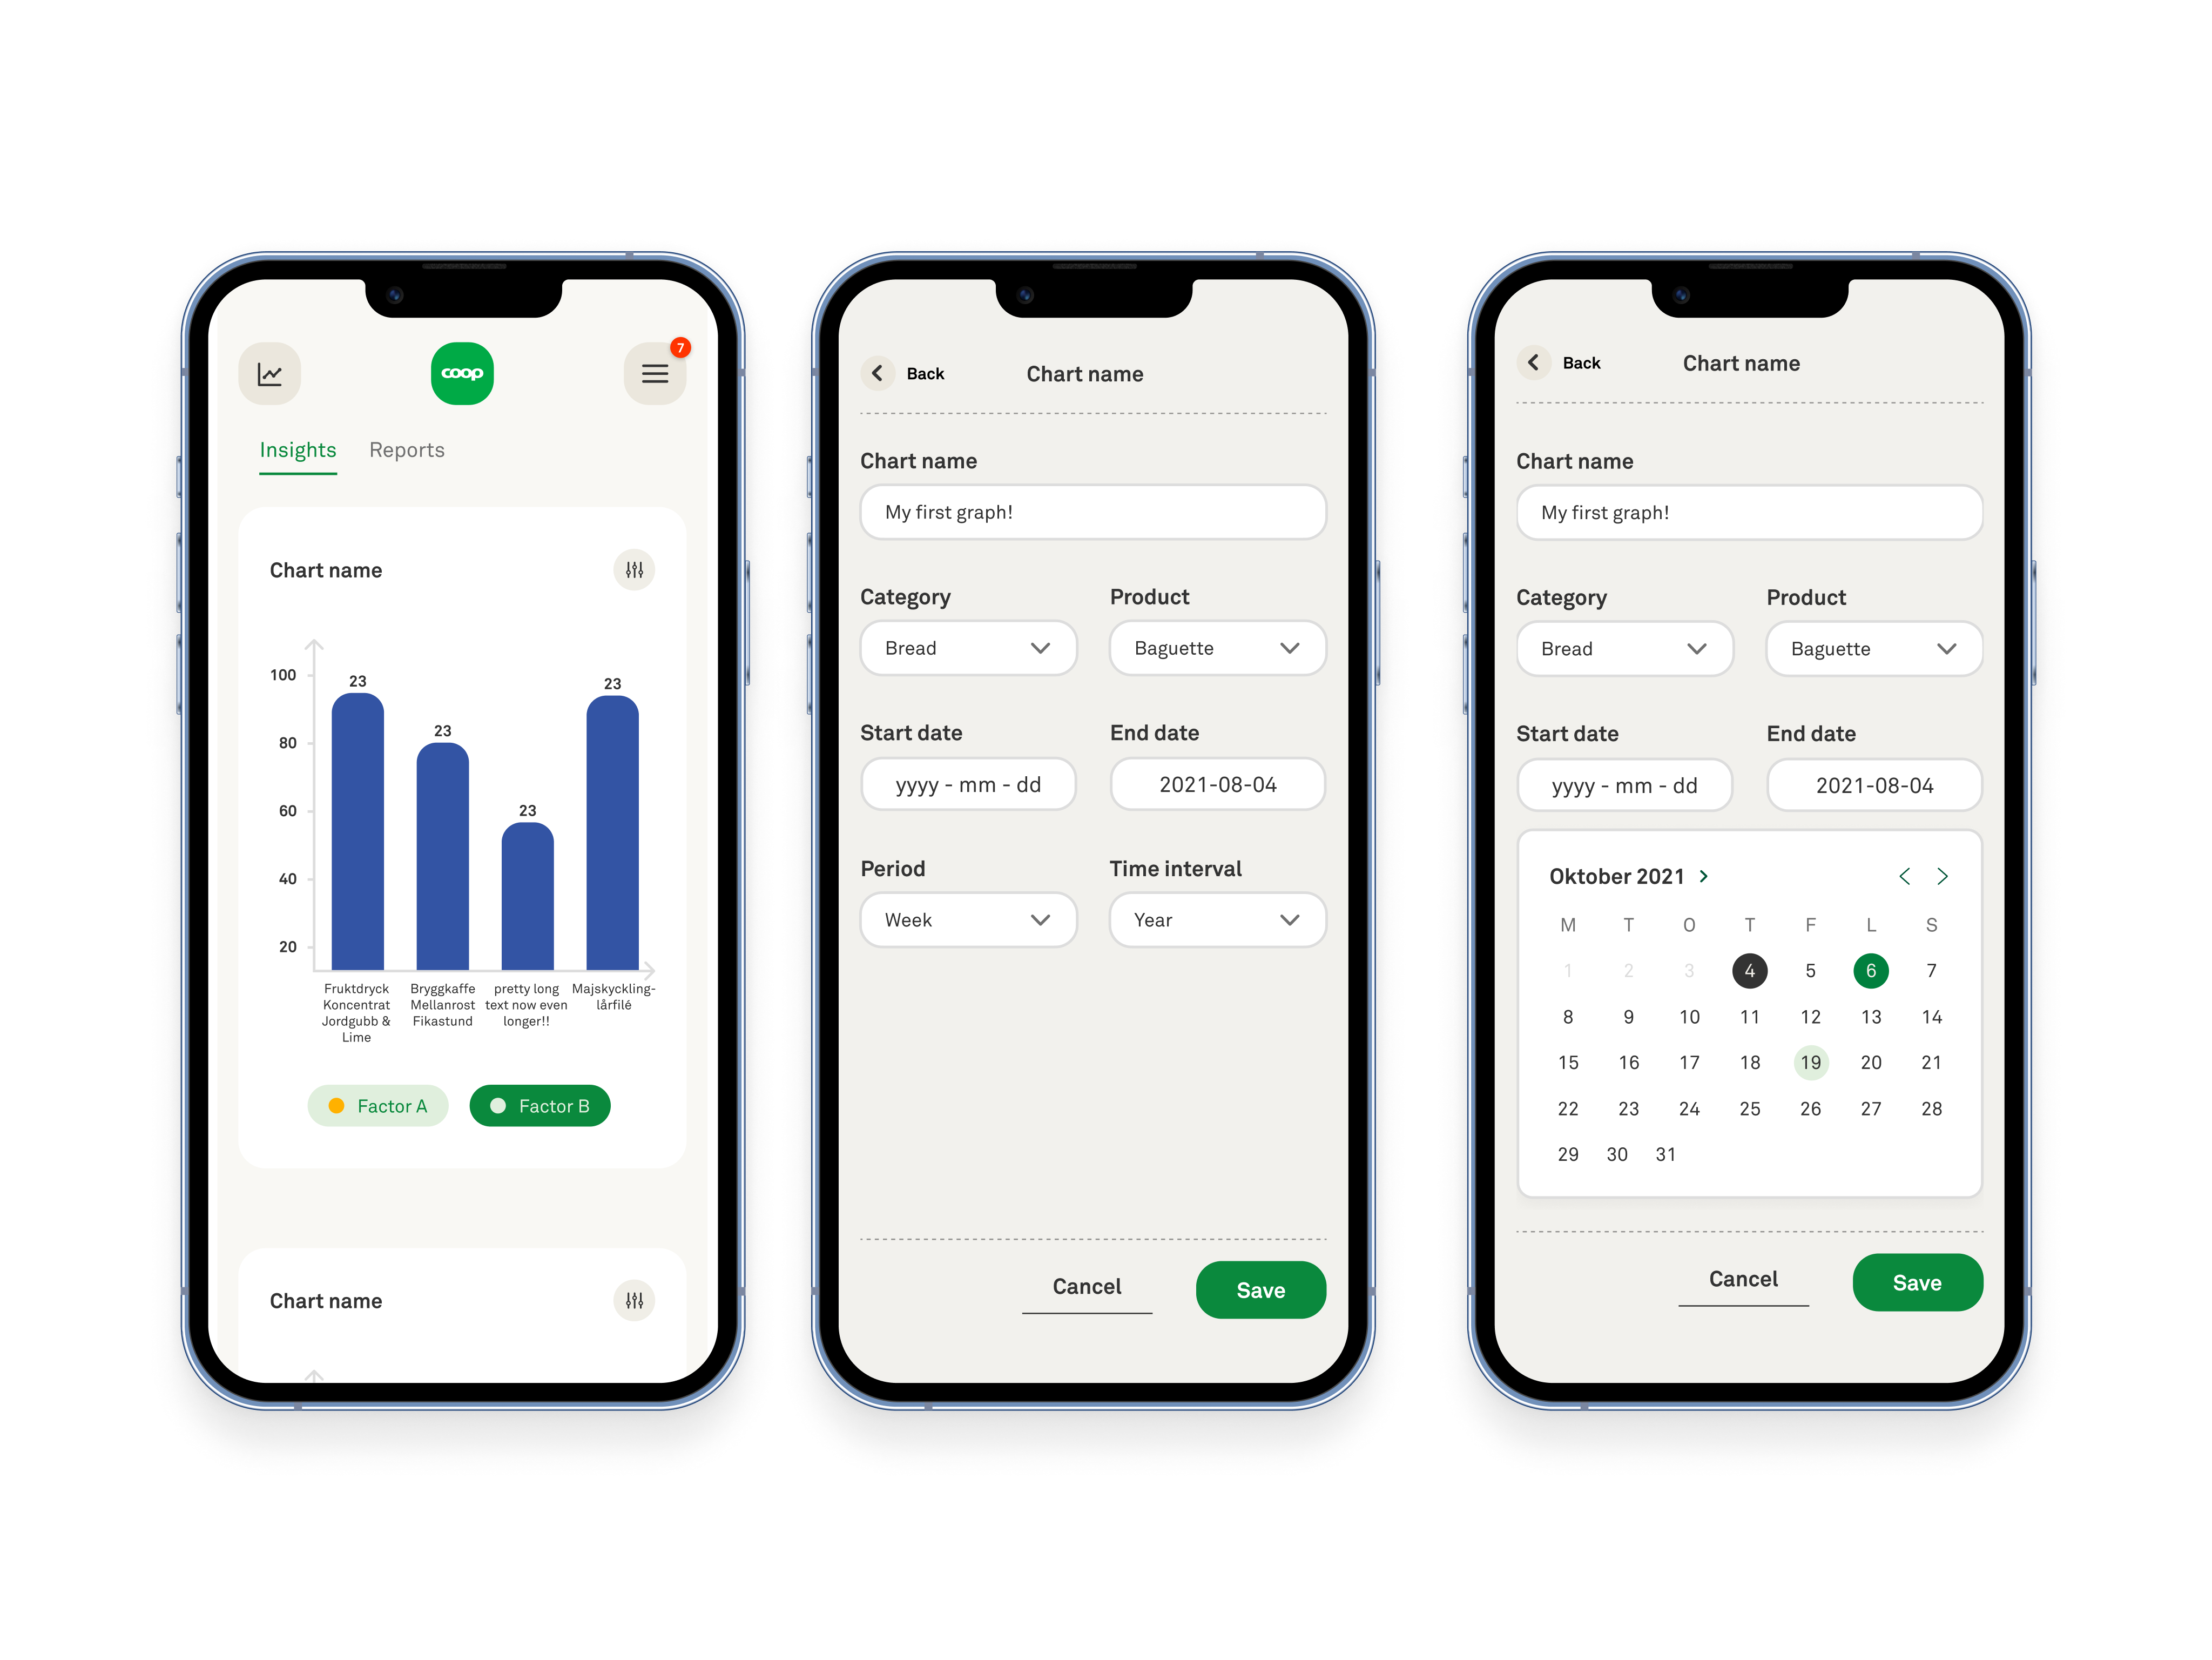 7
coop
Insights Reports
Chart name
100
80
60
40
20
23
23
23
23
Fruktdryck
Koncentrat
Jordgubb &
Lime
Bryggkaffe
Mellanrost
Fikastund
pretty long
text now even
longer!!
Majskyckling-
lårfilé
Factor A
Factor B
Chart name
Back
Chart name
Chart name
My first graph!
Category Product
Bread Baguette
Start date End date
yyyy - mm - dd 2021-08-04
Period Time interval
Week Year
Cancel Save
Back
Chart name
Chart name
My first graph!
Category Product
Bread Baguette
Start date End date
yyyy - mm - dd 2021-08-04
Oktober 2021
M T O T F L S
1 2 3 4 5 6 7
8 9 10 11 12 13 14
15 16 17 18 19 20 21
22 23 24 25 26 27 28
29 30 31
Cancel Save